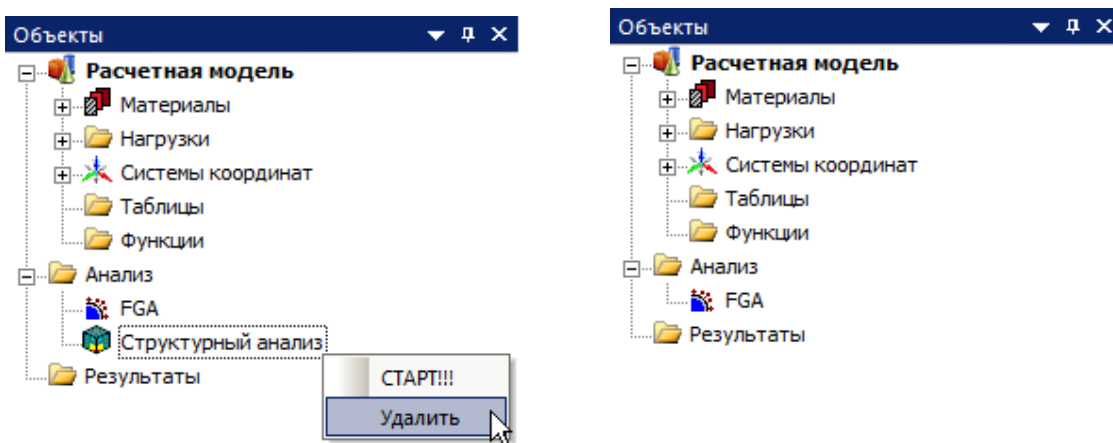 Объекты
Расчетная модель
Материалы
Нагрузки
Системы координат
Таблицы
Функции
Анализ
FGA
Структурный анализ
Результаты
СТАРТ!!!
Удалить
Объекты
Расчетная модель
Материалы
Нагрузки
Системы координат
Таблицы
Функции
Анализ
FGA
Результаты